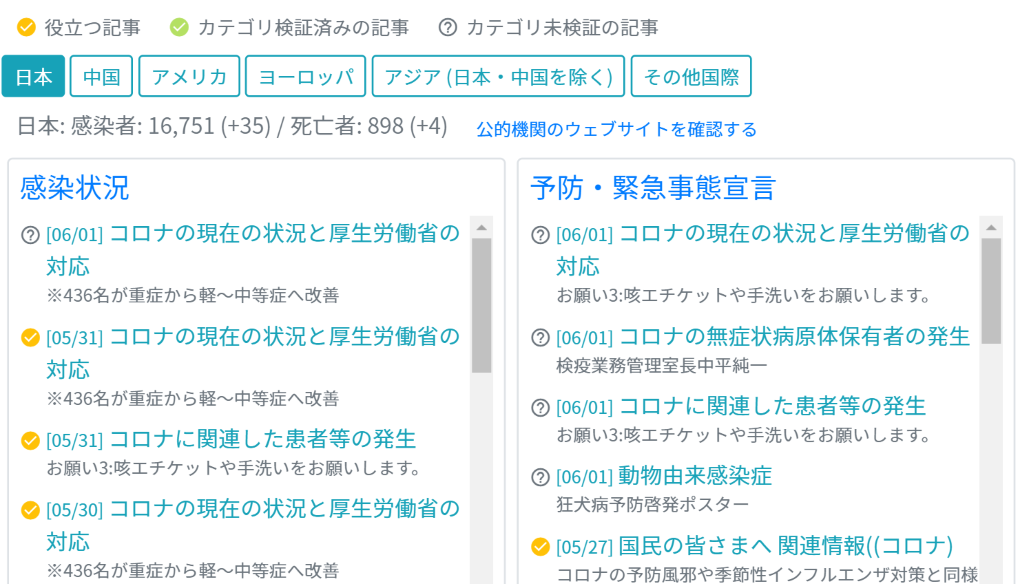 役立つ記事 カテゴリ検証済みの記事 カテゴリ未検証の記事
日本 中国 アメリカ ヨーロッパ アジア (日本・中国を除く) その他国際
日本: 感染者: 16,751 (+35) / 死亡者: 898 (+4) 公的機関のウェブサイトを確認する
感染状況
[06/01] コロナの現在の状況と厚生労働省の
対応
※436名が重症から軽〜中等症へ改善
[05/31] コロナの現在の状況と厚生労働省の
対応
※436名が重症から軽〜中等症へ改善
[05/31] コロナに関連した患者等の発生
お願い3:咳エチケットや手洗いをお願いします。
[05/30] コロナの現在の状況と厚生労働省の
対応
※436名が重症から軽〜中等症へ改善
予防・緊急事態宣言
[06/01] コロナの現在の状況と厚生労働省の
対応
お願い3:咳エチケットや手洗いをお願いします。
[06/01] コロナの無症状病原体保有者の発生
検疫業務管理室長中平純一
[06/01] コロナに関連した患者等の発生
お願い3:咳エチケットや手洗いをお願いします。
[06/01] 動物由来感染症
狂犬病予防啓発ポスター
[05/27] 国民の皆さまへ 関連情報((コロナ)
コロナの予防風邪や季節性インフルエンザ対策と同様